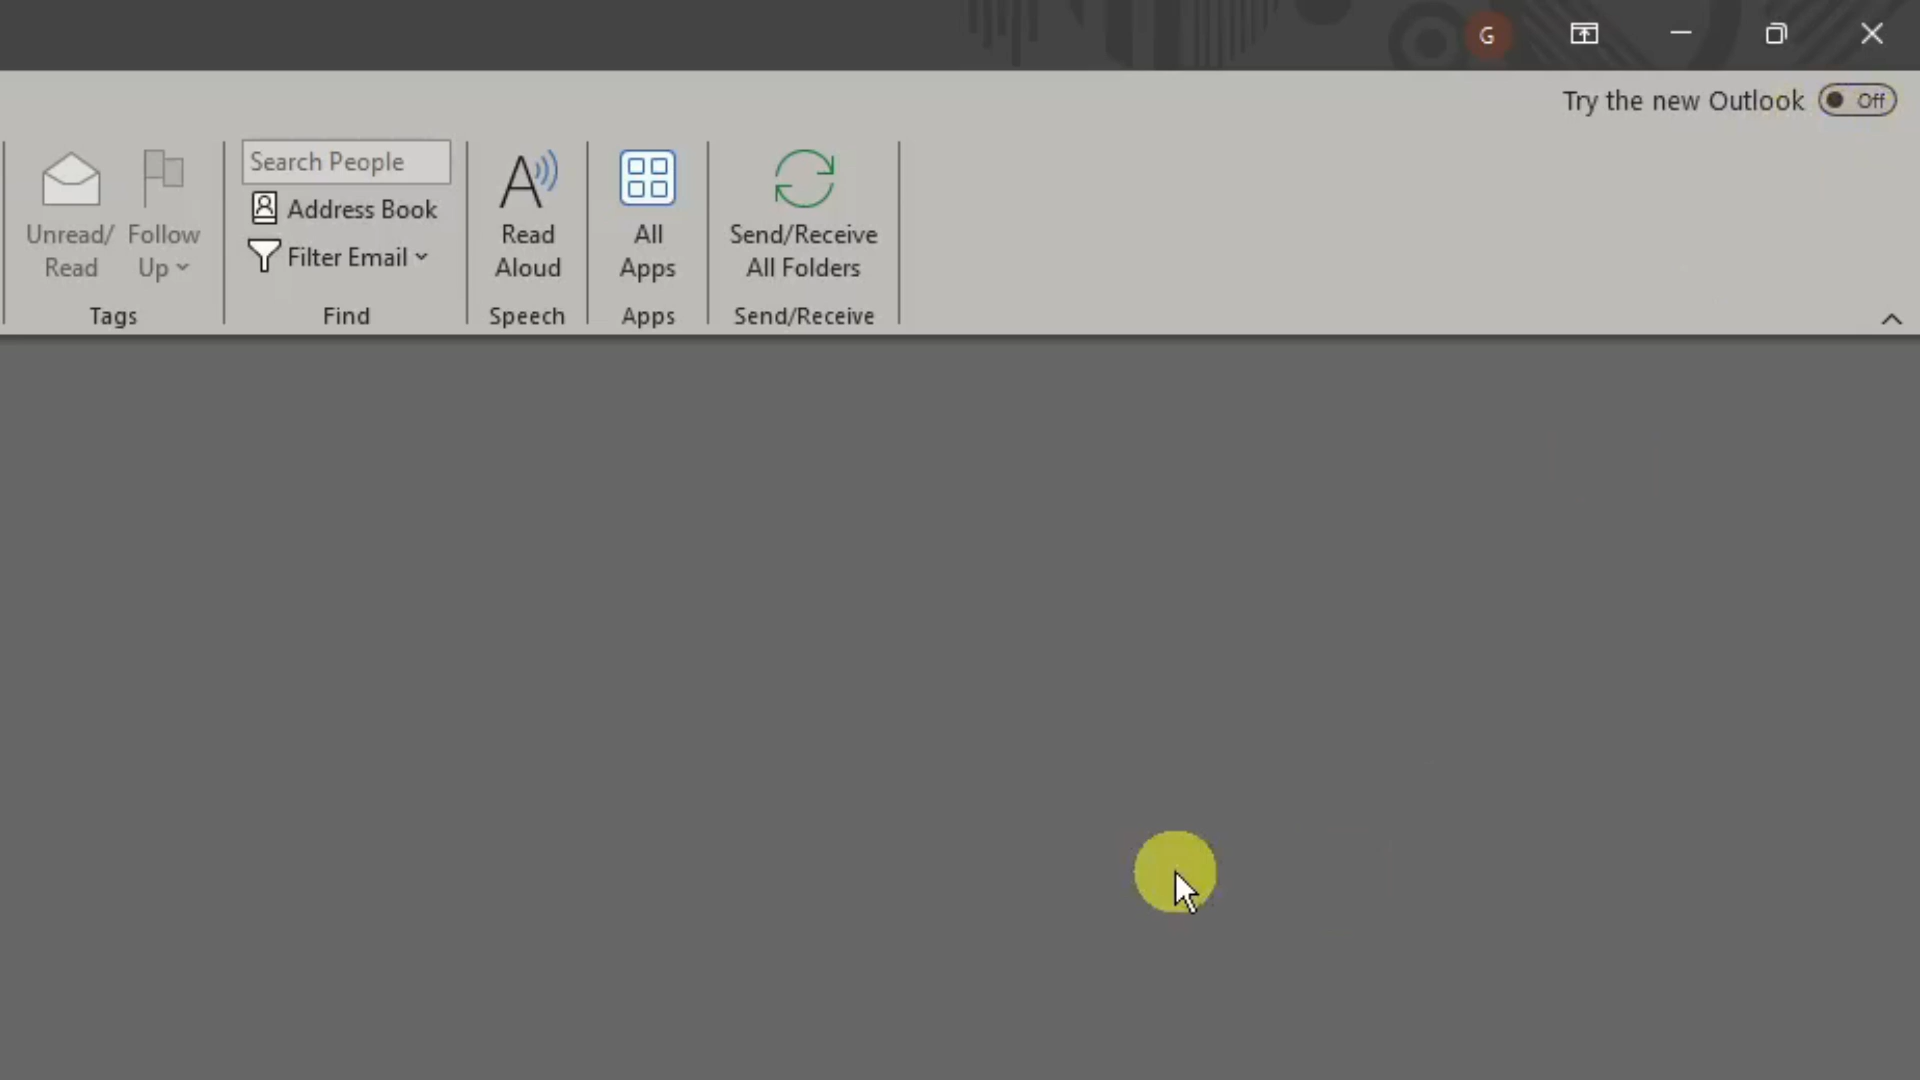 G
Try the new Outlook Off
Unread/
Read
Follow
Up
Tags
Search People
Address Book
Filter Email
Find
Read
Aloud
Speech
All
Apps
Apps
Send/Receive
All Folders
Send/Receive